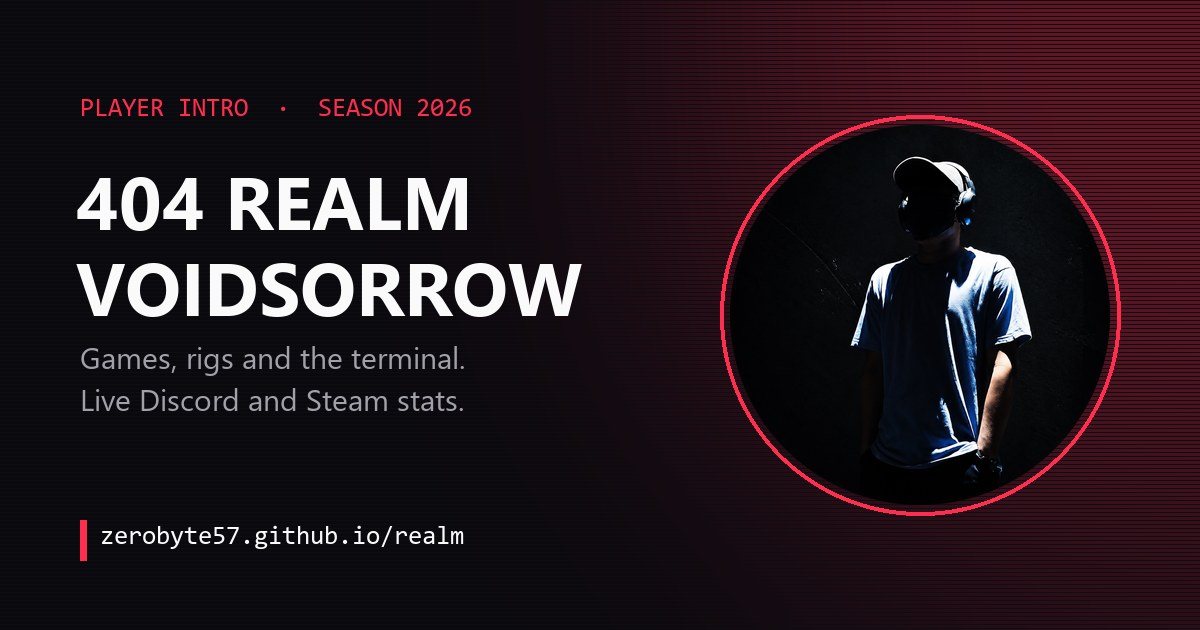 PLAYER INTRO · SEASON 2026
404 REALM
VOIDSORROW
Games, rigs and the terminal.
Live Discord and Steam stats.
zerobyte57.github.io/realm